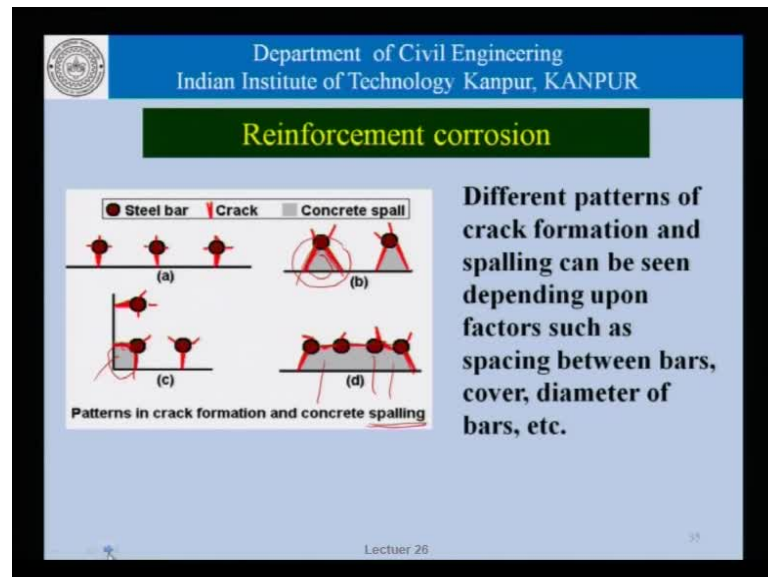 Department of Civil Engineering
Indian Institute of Technology Kanpur, KANPUR
Reinforcement corrosion
Steel bar Crack Concrete spall
(a)
(b)
(c)
(d)
Patterns in crack formation and concrete spalling
Different patterns of
crack formation and
spalling can be seen
depending upon
factors such as
spacing between bars,
cover, diameter of
bars, etc.
Lectuer 26